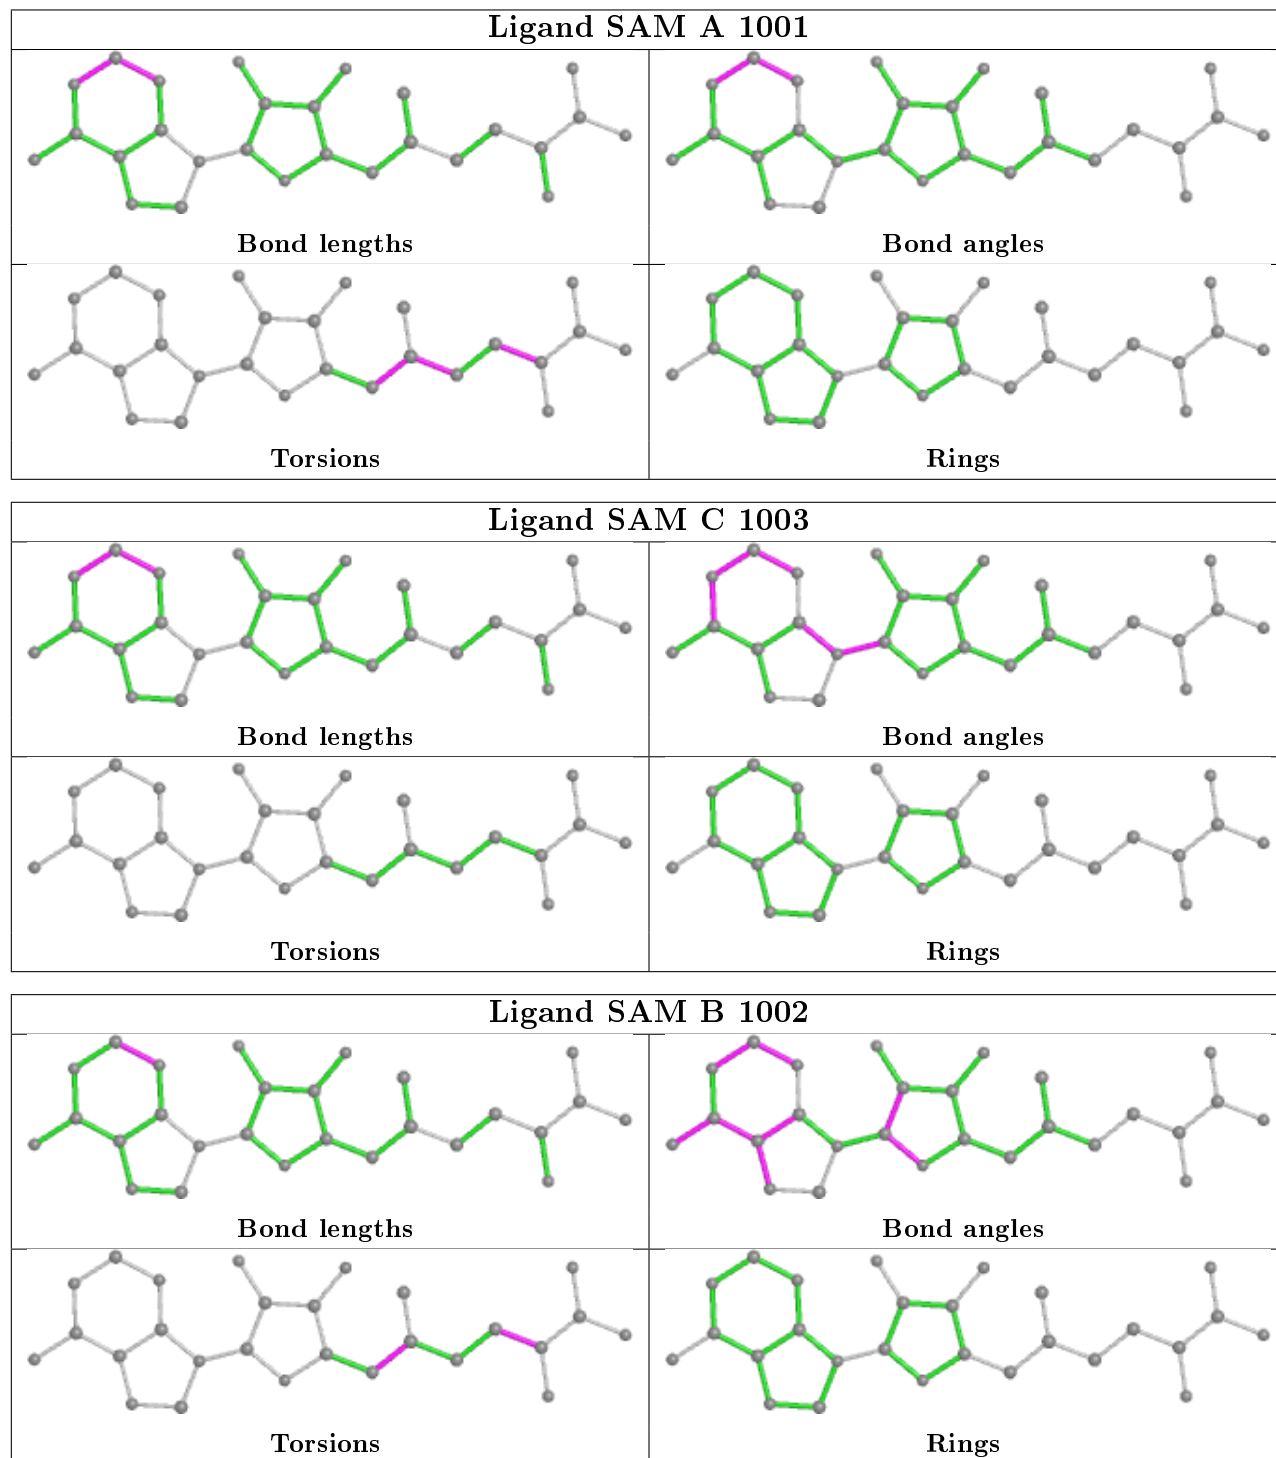 Ligand SAM A 1001
Bond lengths
Bond angles
Torsions
Rings
Ligand SAM C 1003
Bond lengths
Bond angles
Torsions
Rings
Ligand SAM B 1002
Bond lengths
Bond angles
Torsions
Rings